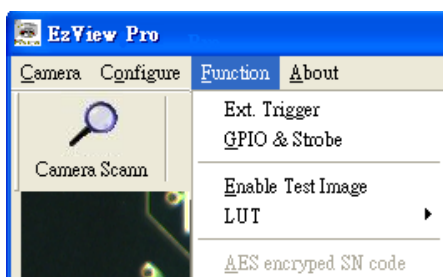 EzView Pro
Camera Configure Function About
Ext. Trigger
GPIO & Strobe
Camera Scann
Enable Test Image
LUT
AES encryped SN code